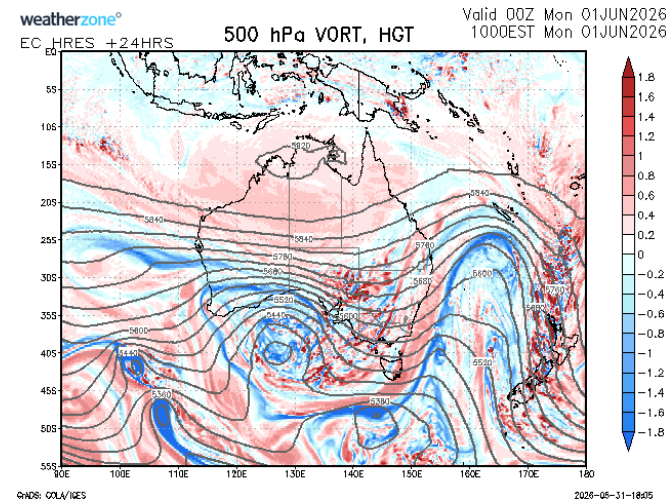 weatherzone°
Valid 00Z Mon 01JUN2026
EC HRES +24HRS
500 hPa VORT, HGT
1000EST Mon 01JUN2026
EQ
5S
10S
15S
20S
25S
30S
35S
40S
45S
50S
55S
90E
100E
110E
120E
130E
140E
150E
160E
170E
180
1.8
1.6
1.4
1.2
1
0.8
0.6
0.4
0.2
0
-0.2
-0.4
-0.6
-0.8
-1
-1.2
-1.4
-1.6
-1.8
5820
5840
5840
5840
5760
5760
5680
5680
5600
5520
5440
5600
5600
5440
5360
5360
5520
GrADS: COLA/IGES
2026-05-31-18:05